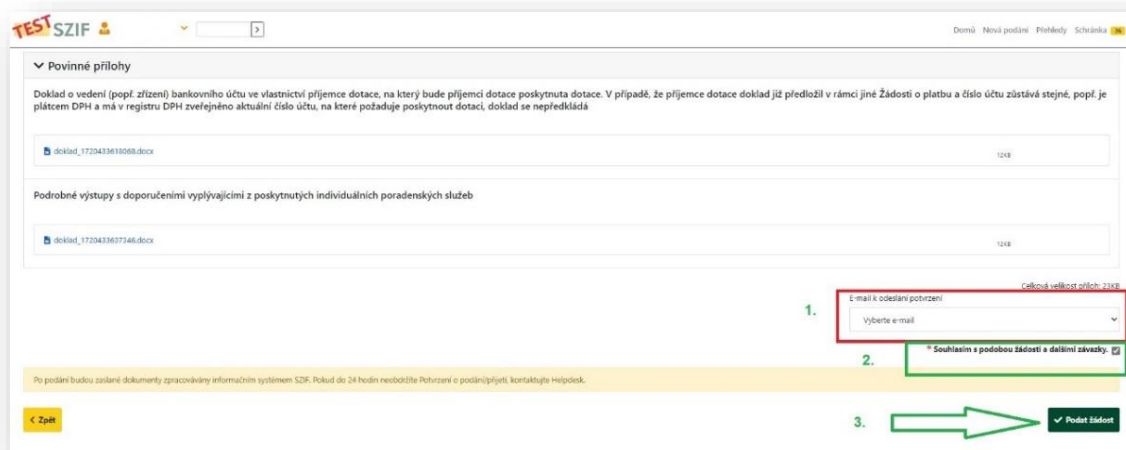 TEST SZIF
Domů Nová podání Přehledy Schránka 36
Povinné přílohy
Doklad o vedení (popř. zřízení) bankovního účtu ve vlastnictví příjemce dotace, na který bude příjemci dotace poskytnuta dotace. V případě, že příjemce dotace doklad již předložil v rámci jiné Žádosti o platbu a číslo účtu zůstává stejné, popř. je
plátcem DPH a má v registru DPH zveřejněno aktuální číslo účtu, na které požaduje poskytnout dotaci, doklad se nepředkládá
doklad_1720433618068.docx 12KB
Podrobné výstupy s doporučeními vyplývajícími z poskytnutých individuálních poradenských služeb
doklad_1720433637346.docx 12KB
Celková velikost příloh: 23KB
E-mail k odeslání potvrzení
1.
Vyberte e-mail
* Souhlasím s podobou žádosti a dalšími závazky.
2.
Po podání budou zaslané dokumenty zpracovávány informačním systémem SZIF. Pokud do 24 hodin neobdržíte Potvrzení o podání/přijetí, kontaktujte Helpdesk.
< Zpět
3.
Podat žádost